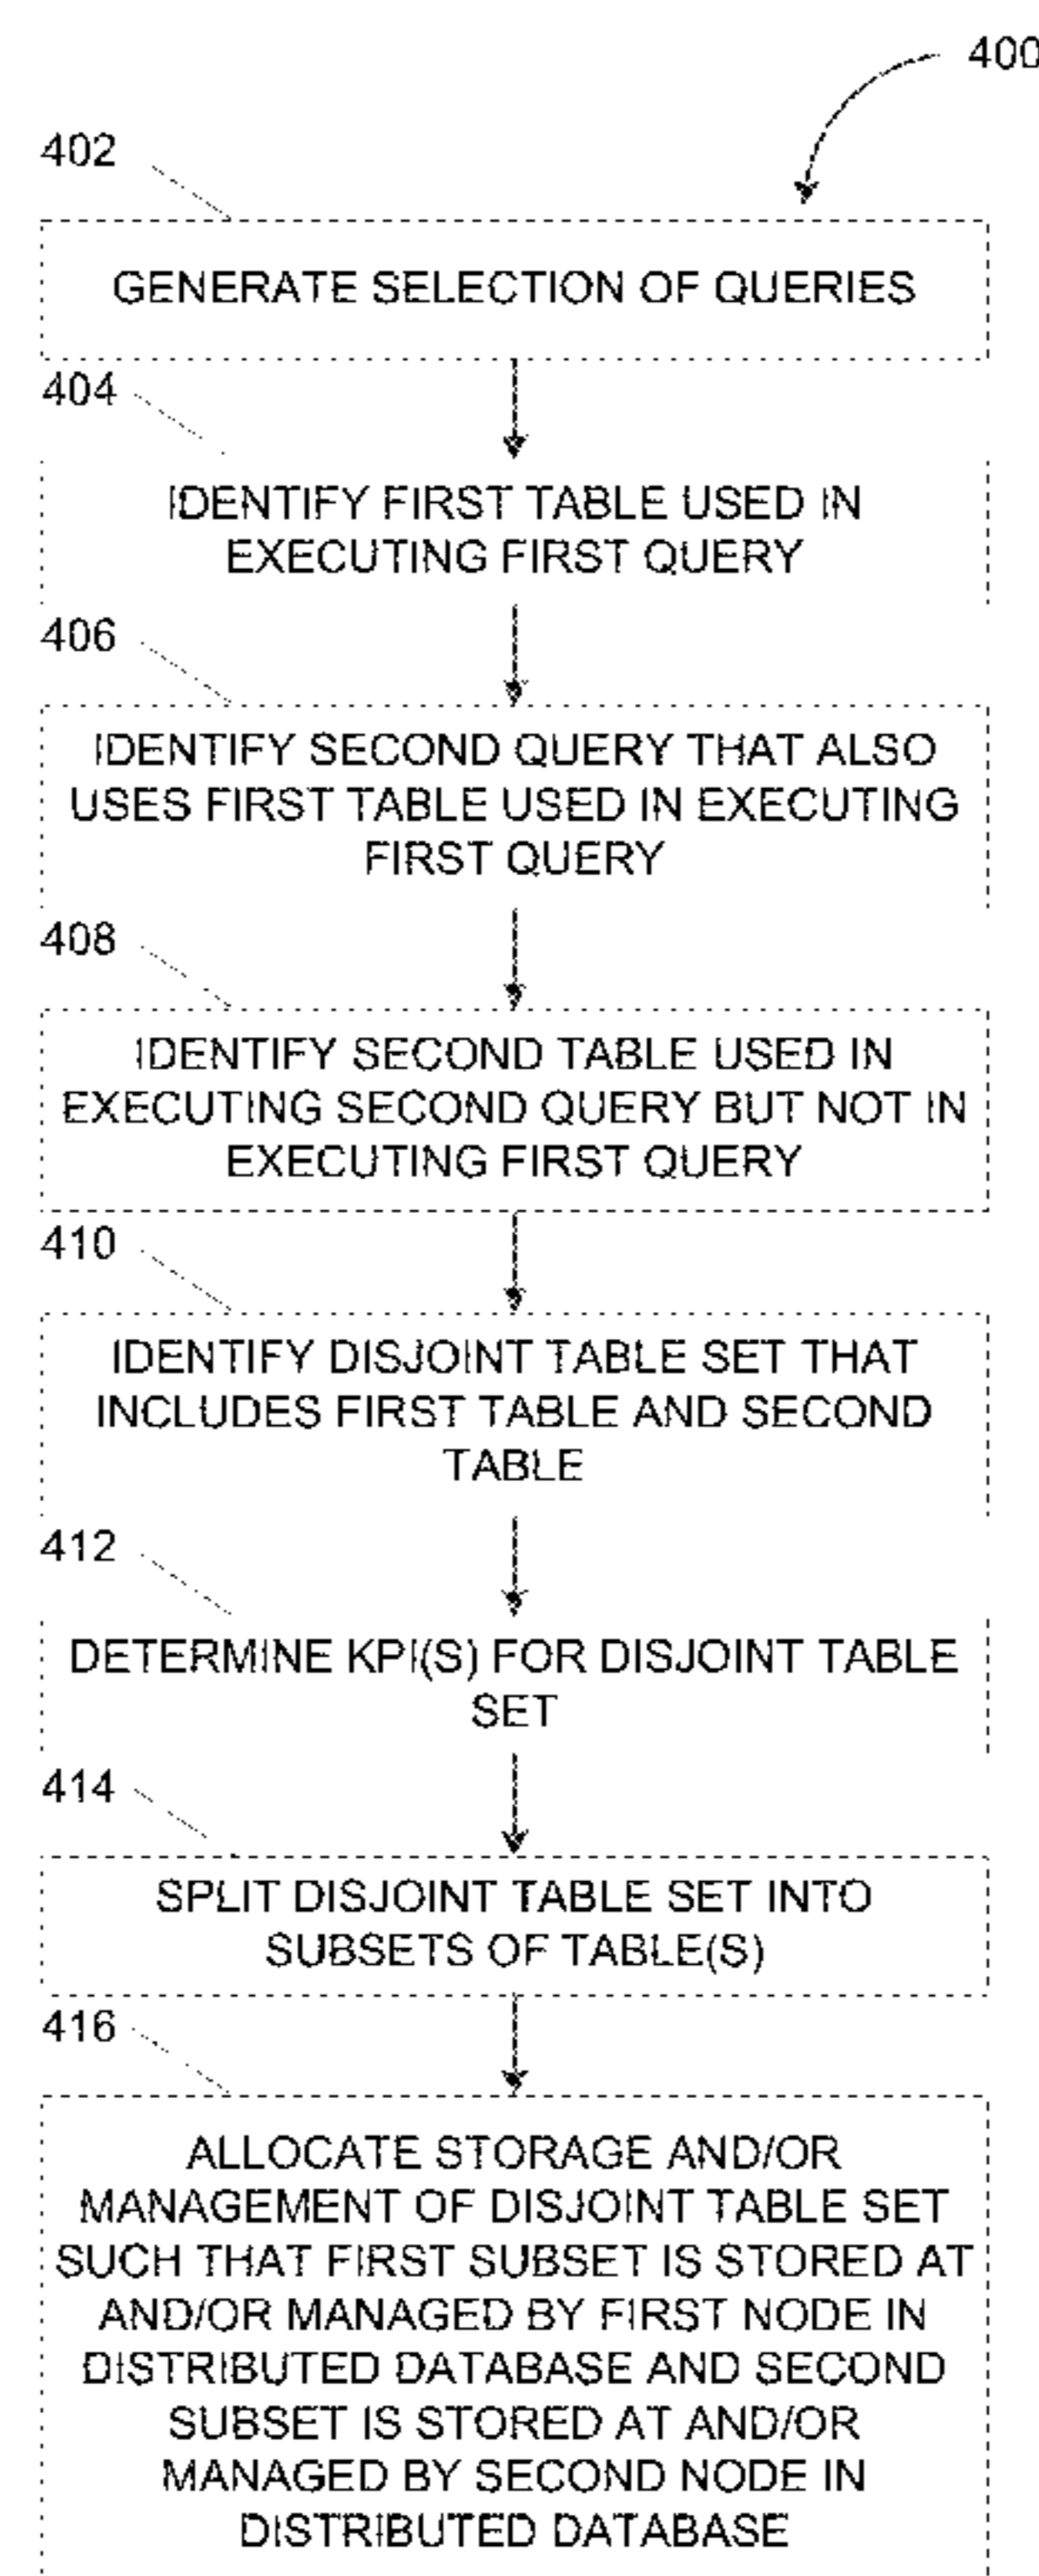 400
402
GENERATE SELECTION OF QUERIES
404
IDENTIFY FIRST TABLE USED IN
EXECUTING FIRST QUERY
406
IDENTIFY SECOND QUERY THAT ALSO
USES FIRST TABLE USED IN EXECUTING
FIRST QUERY
408
IDENTIFY SECOND TABLE USED IN
EXECUTING SECOND QUERY BUT NOT IN
EXECUTING FIRST QUERY
410
IDENTIFY DISJOINT TABLE SET THAT
INCLUDES FIRST TABLE AND SECOND
TABLE
412
DETERMINE KPI(S) FOR DISJOINT TABLE
SET
414
SPLIT DISJOINT TABLE SET INTO
SUBSETS OF TABLE(S)
416
ALLOCATE STORAGE AND/OR
MANAGEMENT OF DISJOINT TABLE SET
SUCH THAT FIRST SUBSET IS STORED AT
AND/OR MANAGED BY FIRST NODE IN
DISTRIBUTED DATABASE AND SECOND
SUBSET IS STORED AT AND/OR
MANAGED BY SECOND NODE IN
DISTRIBUTED DATABASE